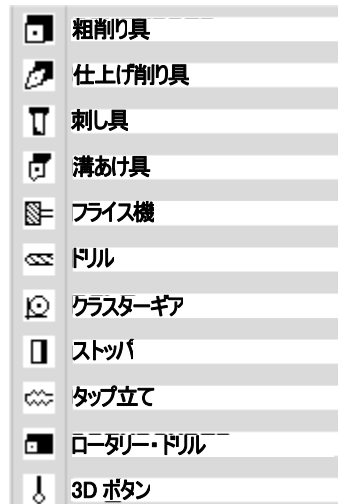 粗削り具
仕上げ削り具
刺し具
溝あけ具
フライス機
ドリル
クラスターギア
ストッパ
タップ立て
ロータリー・ドリル
3D ボタン